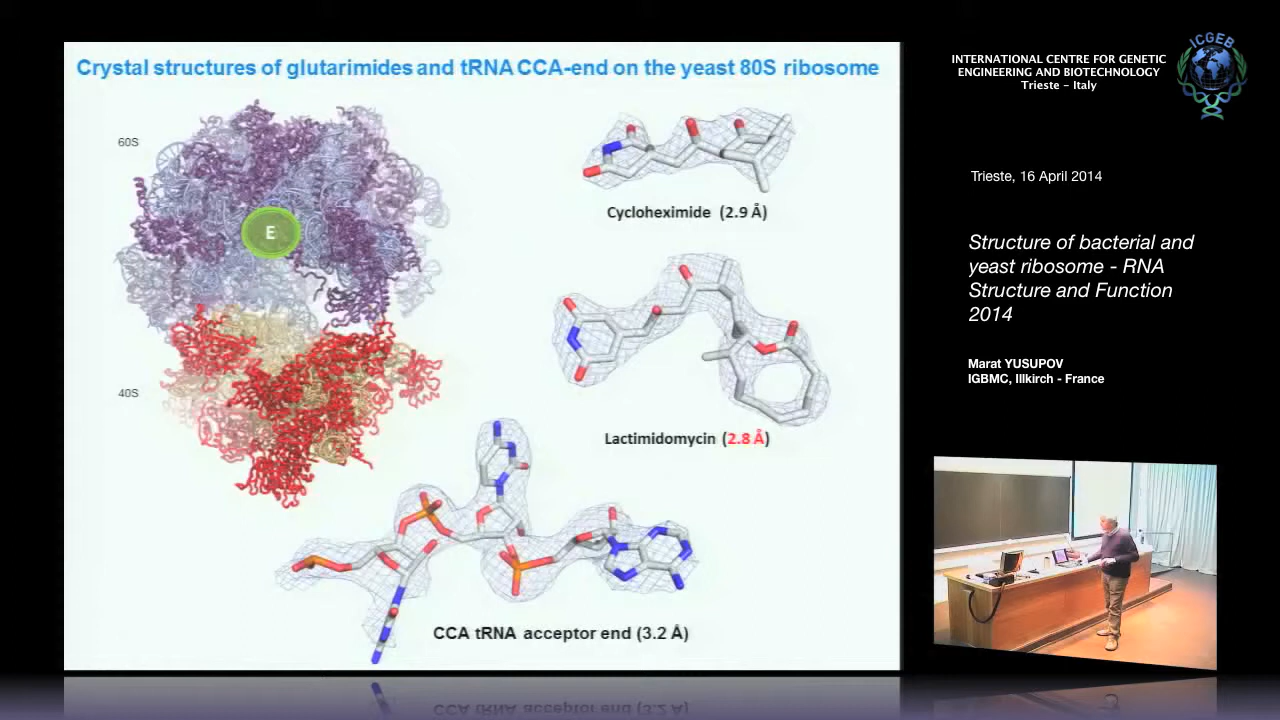 Crystal structures of glutarimides and tRNA CCA-end on the yeast 80S ribosome
60S
E
40S
Cycloheximide (2.9 Å)
Lactimidomycin (2.8 Å)
CCA tRNA acceptor end (3.2 Å)
INTERNATIONAL CENTRE FOR GENETIC
ENGINEERING AND BIOTECHNOLOGY
Trieste - Italy
ICGEB
Trieste, 16 April 2014
Structure of bacterial and
yeast ribosome - RNA
Structure and Function
2014
Marat YUSUPOV
IGBMC, Illkirch - France